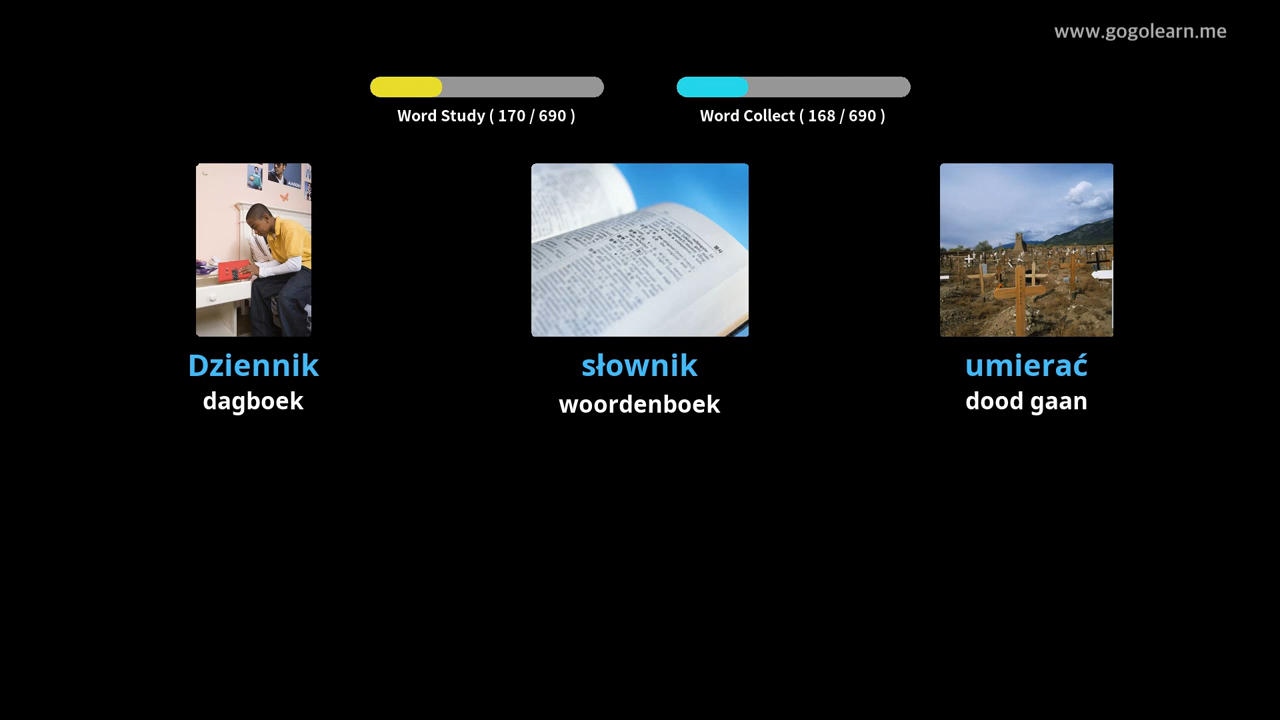 www.gogolearn.me
Word Study ( 170 / 690 )
Word Collect ( 168 / 690 )
Dziennik
dagboek
słownik
woordenboek
umierać
dood gaan